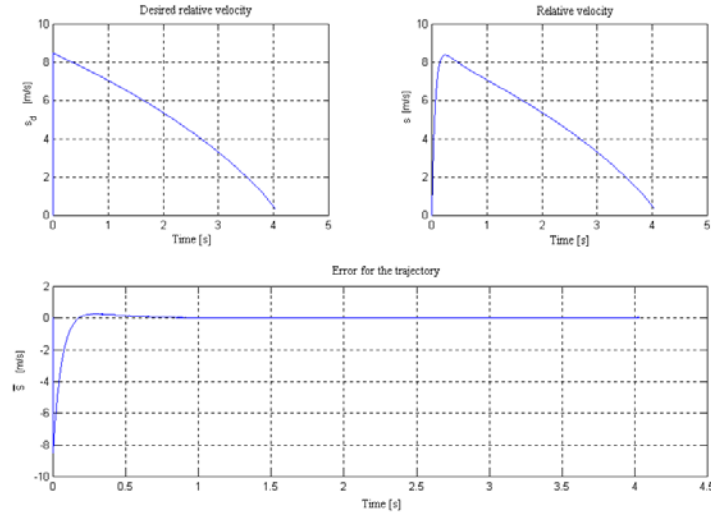 Desired relative velocity
10
8
6
4
2
0
s_d [m/s]
0 1 2 3 4 5
Time [s]
Relative velocity
10
8
6
4
2
0
s [m/s]
0 1 2 3 4 5
Time [s]
Error for the trajectory
2
0
-2
-4
-6
-8
-10
s̅ [m/s]
0 0.5 1 1.5 2 2.5 3 3.5 4 4.5
Time [s]